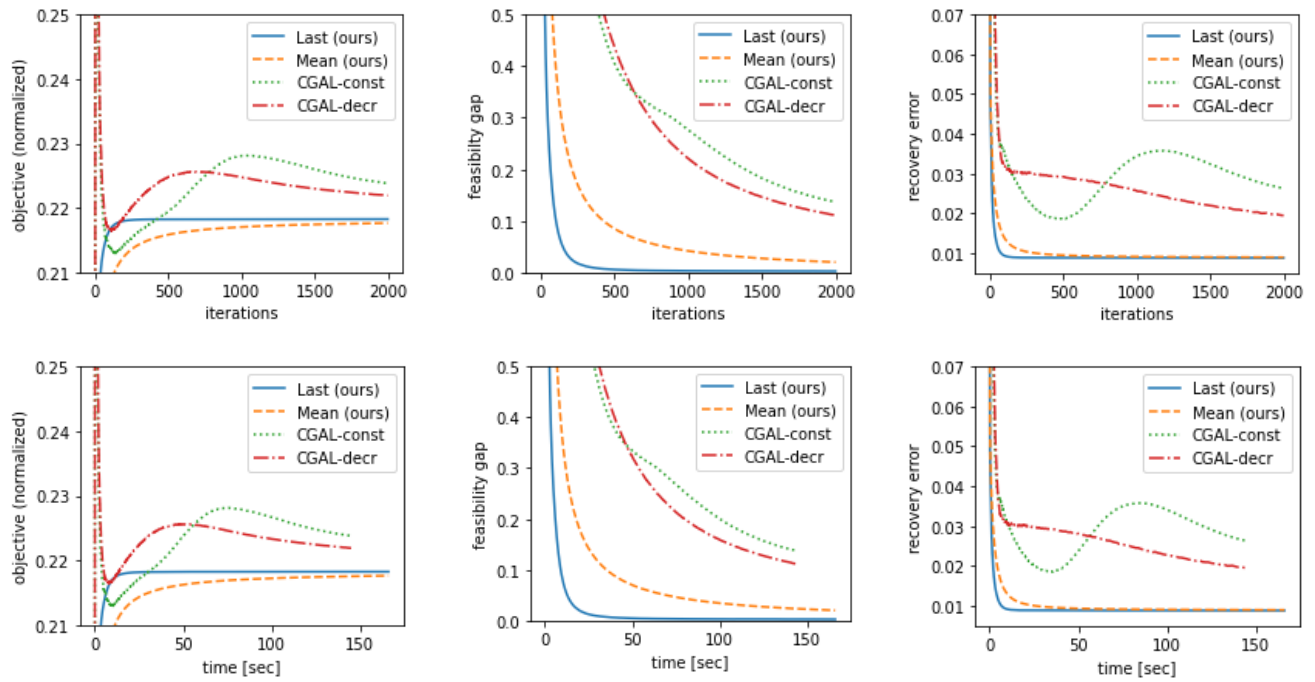 0.25
0.24
0.23
0.22
0.21
objective (normalized)
Last (ours)
Mean (ours)
CGAL-const
CGAL-decr
0 500 1000 1500 2000
iterations
0.5
0.4
0.3
0.2
0.1
0.0
feasibilty gap
Last (ours)
Mean (ours)
CGAL-const
CGAL-decr
0 500 1000 1500 2000
iterations
0.07
0.06
0.05
0.04
0.03
0.02
0.01
recovery error
Last (ours)
Mean (ours)
CGAL-const
CGAL-decr
0 500 1000 1500 2000
iterations
0.25
0.24
0.23
0.22
0.21
objective (normalized)
Last (ours)
Mean (ours)
CGAL-const
CGAL-decr
0 50 100 150
time [sec]
0.5
0.4
0.3
0.2
0.1
0.0
feasibility gap
Last (ours)
Mean (ours)
CGAL-const
CGAL-decr
0 50 100 150
time [sec]
0.07
0.06
0.05
0.04
0.03
0.02
0.01
recovery error
Last (ours)
Mean (ours)
CGAL-const
CGAL-decr
0 50 100 150
time [sec]